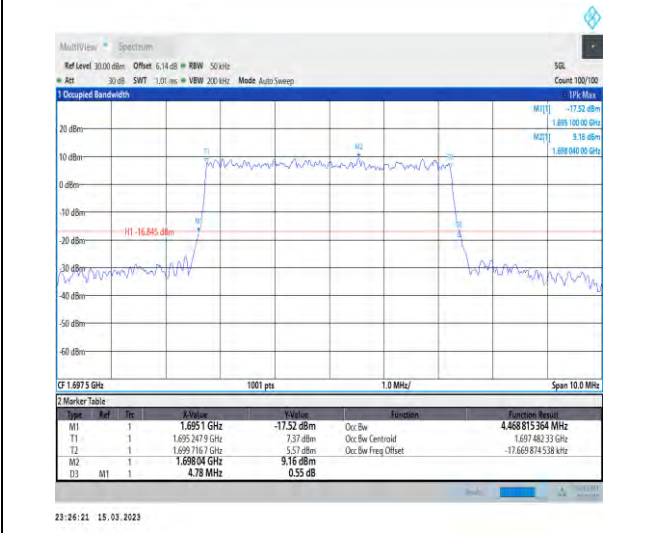 MultiView Spectrum
Ref Level 30.00 dBm Offset 6.14 dB RBW 50 kHz SGL
Att 30 dB SWT 1.01 ms VBW 200 kHz Mode Auto Sweep Count 100/100
1 Occupied Bandwidth 1Pk Max
M1[1] -17.52 dBm
1.695 100 00 GHz
M2[1] 9.16 dBm
1.698 040 00 GHz
20 dBm
T1 M2
10 dBm
0 dBm
-10 dBm
H1 -16.845 dBm
-20 dBm
-30 dBm
-40 dBm
-50 dBm
-60 dBm
CF 1.697 5 GHz 1001 pts 1.0 MHz/ Span 10.0 MHz
2 Marker Table
Type Ref Trc X-Value Y-Value Function Function Result
M1 1 1.695 1 GHz -17.52 dBm Occ Bw 4.468 815 364 MHz
T1 1 1.695 247 9 GHz 7.37 dBm Occ Bw Centroid 1.697 482 33 GHz
T2 1 1.699 716 7 GHz 5.57 dBm Occ Bw Freq Offset -17.669 874 538 kHz
M2 1 1.698 04 GHz 9.16 dBm
D3 M1 1 4.78 MHz 0.55 dB
23:26:21 15.03.2023